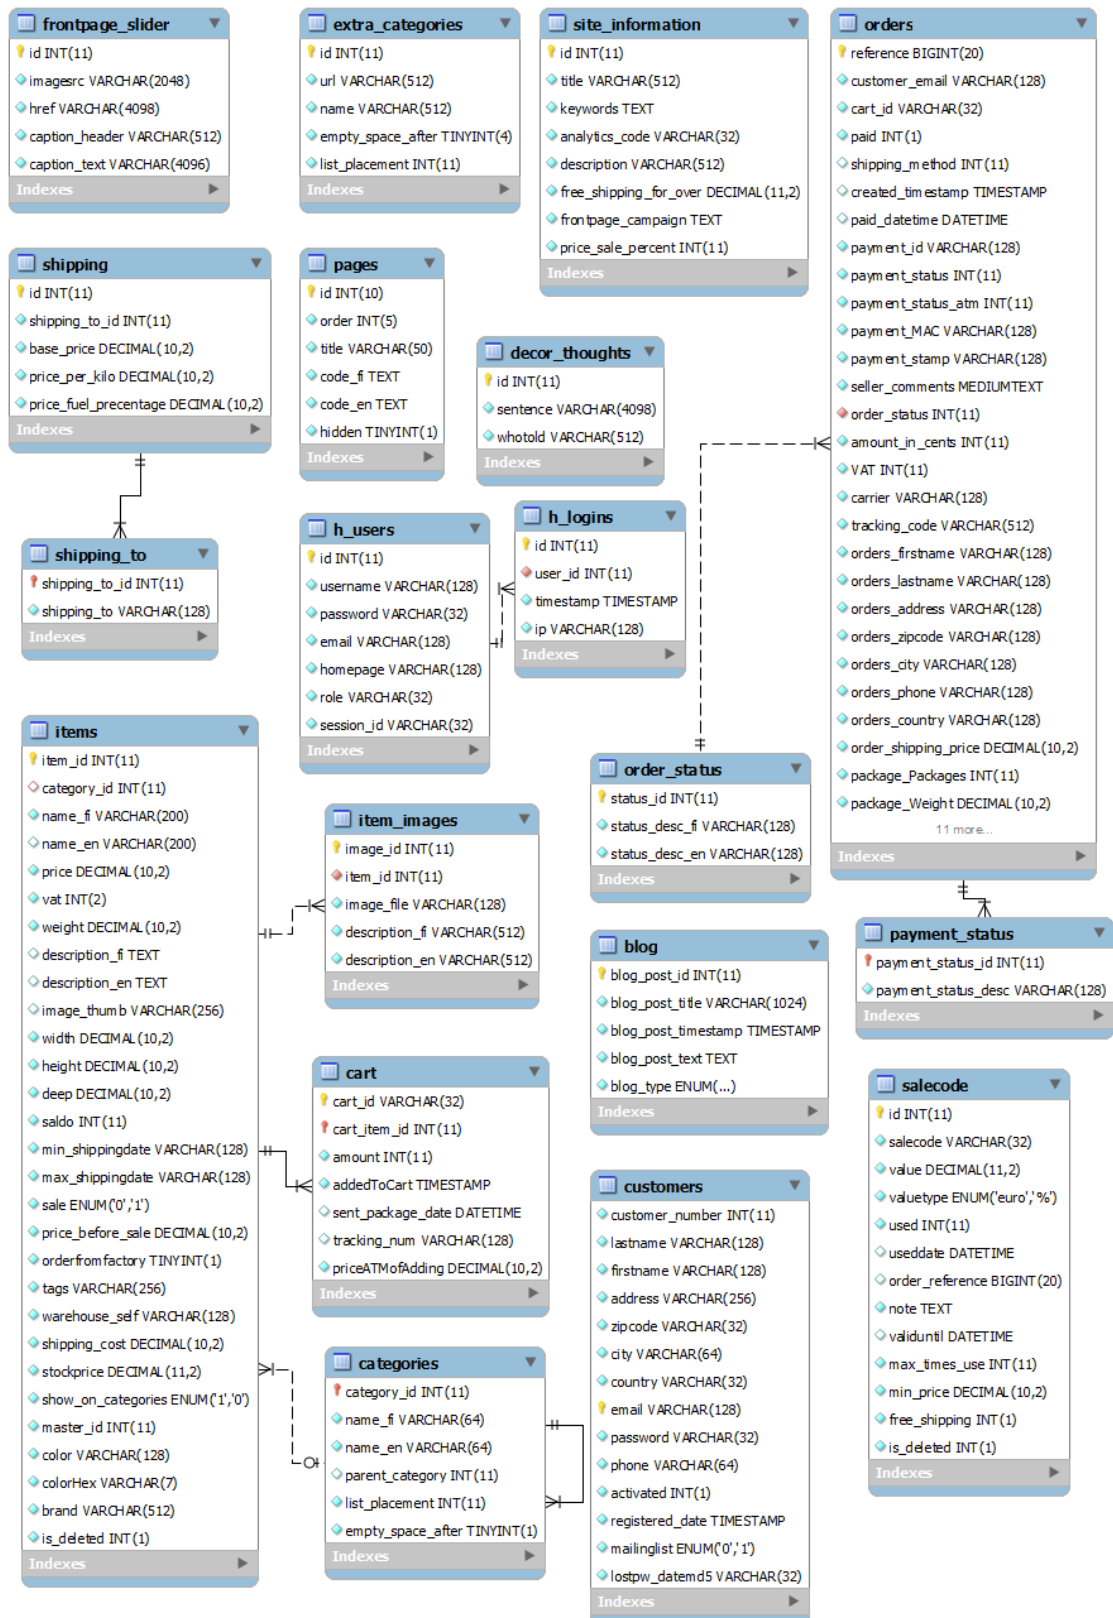 frontpage_slider
id INT(11)
imagesrc VARCHAR(2048)
href VARCHAR(4098)
caption_header VARCHAR(512)
caption_text VARCHAR(4096)
Indexes
extra_categories
id INT(11)
url VARCHAR(512)
name VARCHAR(512)
empty_space_after TINYINT(4)
list_placement INT(11)
Indexes
site_information
id INT(11)
title VARCHAR(512)
keywords TEXT
analytics_code VARCHAR(32)
description VARCHAR(512)
free_shipping_for_over DECIMAL(11,2)
frontpage_campaign TEXT
price_sale_percent INT(11)
Indexes
orders
reference BIGINT(20)
customer_email VARCHAR(128)
cart_id VARCHAR(32)
paid INT(1)
shipping_method INT(11)
created_timestamp TIMESTAMP
paid_datetime DATETIME
payment_id VARCHAR(128)
payment_status INT(11)
payment_status_atm INT(11)
payment_MAC VARCHAR(128)
payment_stamp VARCHAR(128)
seller_comments MEDIUMTEXT
order_status INT(11)
amount_in_cents INT(11)
VAT INT(11)
carrier VARCHAR(128)
tracking_code VARCHAR(512)
orders_firstname VARCHAR(128)
orders_lastname VARCHAR(128)
orders_address VARCHAR(128)
orders_zipcode VARCHAR(128)
orders_city VARCHAR(128)
orders_phone VARCHAR(128)
orders_country VARCHAR(128)
order_shipping_price DECIMAL(10,2)
package_Packages INT(11)
package_Weight DECIMAL(10,2)
11 more...
Indexes
shipping
id INT(11)
shipping_to_id INT(11)
base_price DECIMAL(10,2)
price_per_kilo DECIMAL(10,2)
price_fuel_precentage DECIMAL(10,2)
Indexes
pages
id INT(10)
order INT(5)
title VARCHAR(50)
code_fi TEXT
code_en TEXT
hidden TINYINT(1)
Indexes
decor_thoughts
id INT(11)
sentence VARCHAR(4098)
whotold VARCHAR(512)
Indexes
shipping_to
shipping_to_id INT(11)
shipping_to VARCHAR(128)
Indexes
h_users
id INT(11)
username VARCHAR(128)
password VARCHAR(32)
email VARCHAR(128)
homepage VARCHAR(128)
role VARCHAR(32)
session_id VARCHAR(32)
Indexes
h_logins
id INT(11)
user_id INT(11)
timestamp TIMESTAMP
ip VARCHAR(128)
Indexes
items
item_id INT(11)
category_id INT(11)
name_fi VARCHAR(200)
name_en VARCHAR(200)
price DECIMAL(10,2)
vat INT(2)
weight DECIMAL(10,2)
description_fi TEXT
description_en TEXT
image_thumb VARCHAR(256)
width DECIMAL(10,2)
height DECIMAL(10,2)
deep DECIMAL(10,2)
saldo INT(11)
min_shippingdate VARCHAR(128)
max_shippingdate VARCHAR(128)
sale ENUM('0','1')
price_before_sale DECIMAL(10,2)
orderfromfactory TINYINT(1)
tags VARCHAR(256)
warehouse_self VARCHAR(128)
shipping_cost DECIMAL(10,2)
stockprice DECIMAL(11,2)
show_on_categories ENUM('1','0')
master_id INT(11)
color VARCHAR(128)
colorHex VARCHAR(7)
brand VARCHAR(512)
is_deleted INT(1)
Indexes
order_status
status_id INT(11)
status_desc_fi VARCHAR(128)
status_desc_en VARCHAR(128)
Indexes
item_images
image_id INT(11)
item_id INT(11)
image_file VARCHAR(128)
description_fi VARCHAR(512)
description_en VARCHAR(512)
Indexes
payment_status
payment_status_id INT(11)
payment_status_desc VARCHAR(128)
Indexes
blog
blog_post_id INT(11)
blog_post_title VARCHAR(1024)
blog_post_timestamp TIMESTAMP
blog_post_text TEXT
blog_type ENUM(...)
Indexes
cart
cart_id VARCHAR(32)
cart_item_id INT(11)
amount INT(11)
addedToCart TIMESTAMP
sent_package_date DATETIME
tracking_num VARCHAR(128)
priceATMofAdding DECIMAL(10,2)
Indexes
salecode
id INT(11)
salecode VARCHAR(32)
value DECIMAL(11,2)
valuetype ENUM('euro','%')
used INT(11)
useddate DATETIME
order_reference BIGINT(20)
note TEXT
validuntil DATETIME
max_times_use INT(11)
min_price DECIMAL(10,2)
free_shipping INT(1)
is_deleted INT(1)
Indexes
customers
customer_number INT(11)
lastname VARCHAR(128)
firstname VARCHAR(128)
address VARCHAR(256)
zipcode VARCHAR(32)
city VARCHAR(64)
country VARCHAR(32)
email VARCHAR(128)
password VARCHAR(32)
phone VARCHAR(64)
activated INT(1)
registered_date TIMESTAMP
mailinglist ENUM('0','1')
lostpw_datemd5 VARCHAR(32)
Indexes
categories
category_id INT(11)
name_fi VARCHAR(64)
name_en VARCHAR(64)
parent_category INT(11)
list_placement INT(11)
empty_space_after TINYINT(1)
Indexes